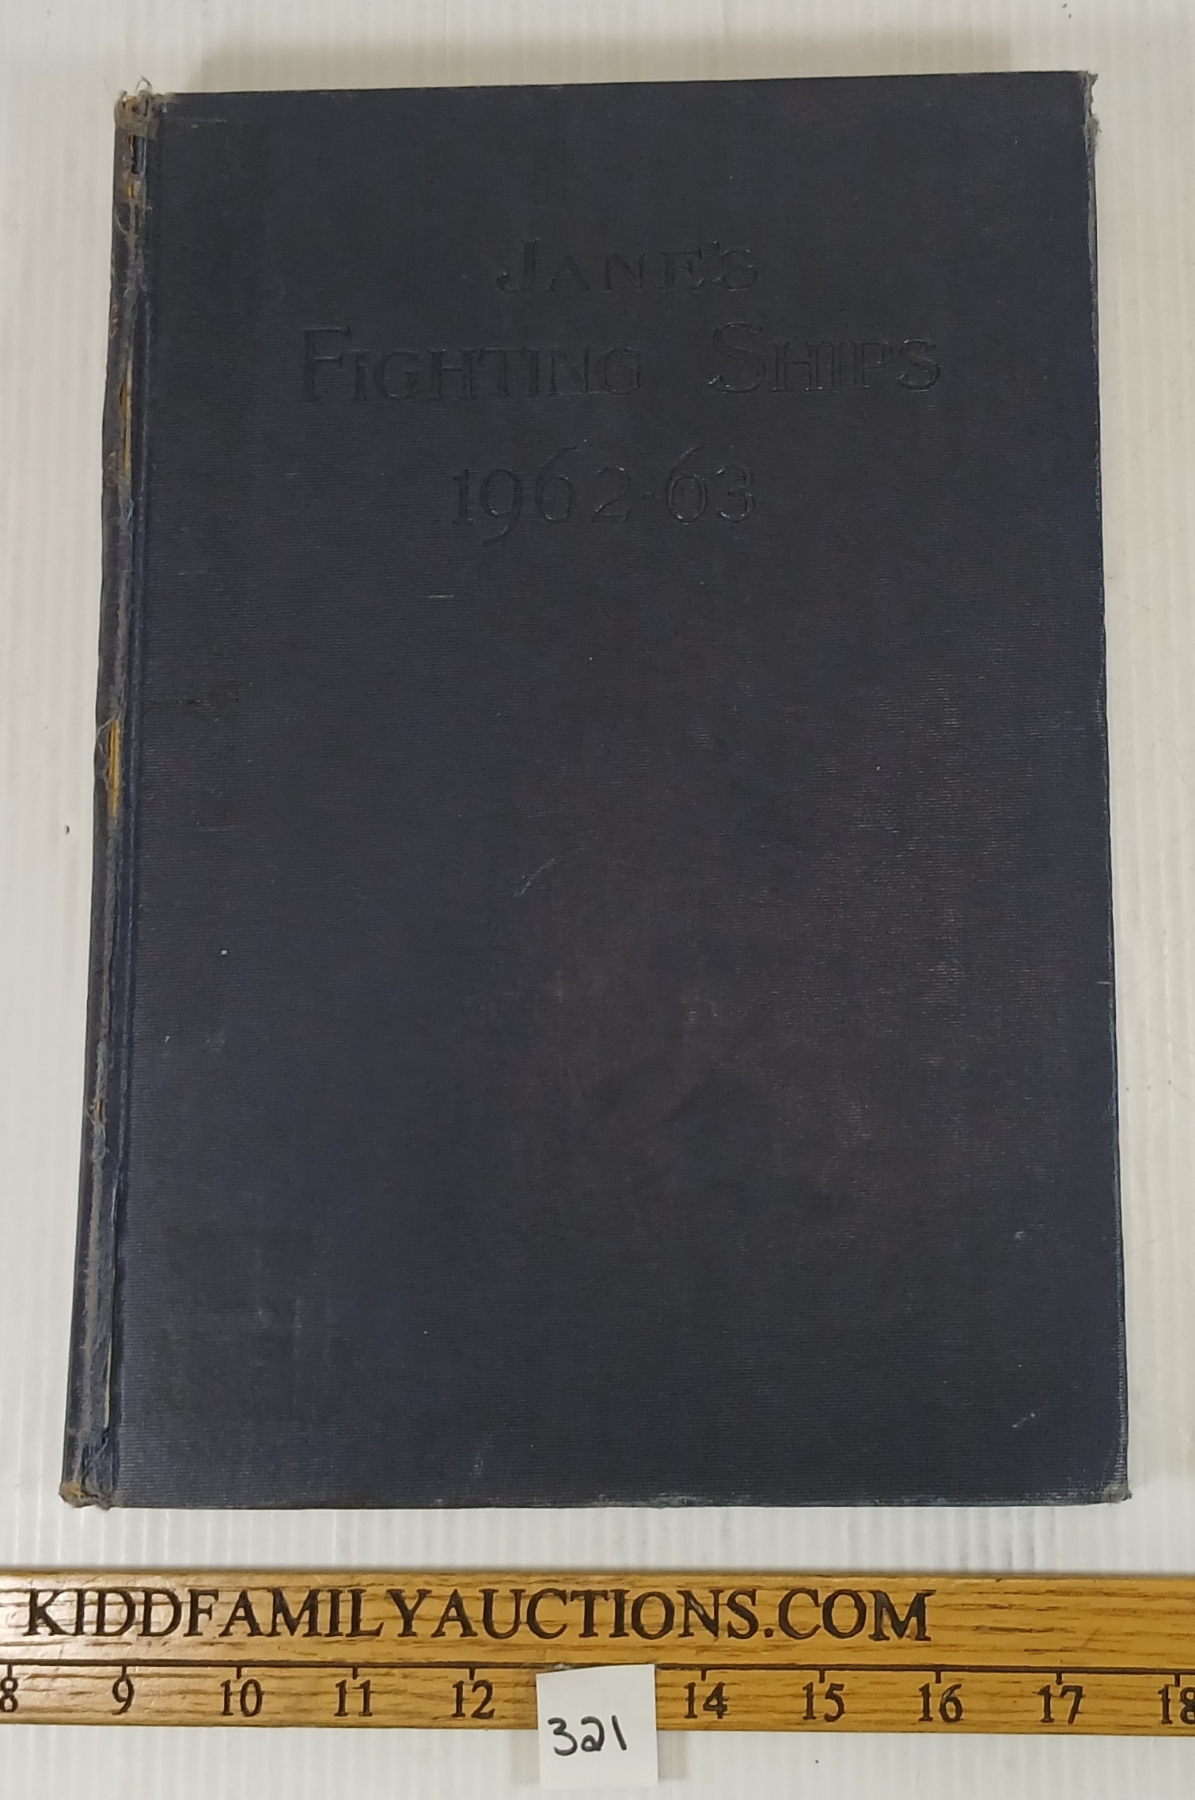 JANE'S
FIGHTING SHIPS
1962-63
KIDDFAMILYAUCTIONS.COM
8 9 10 11 12 14 15 16 17 18
321